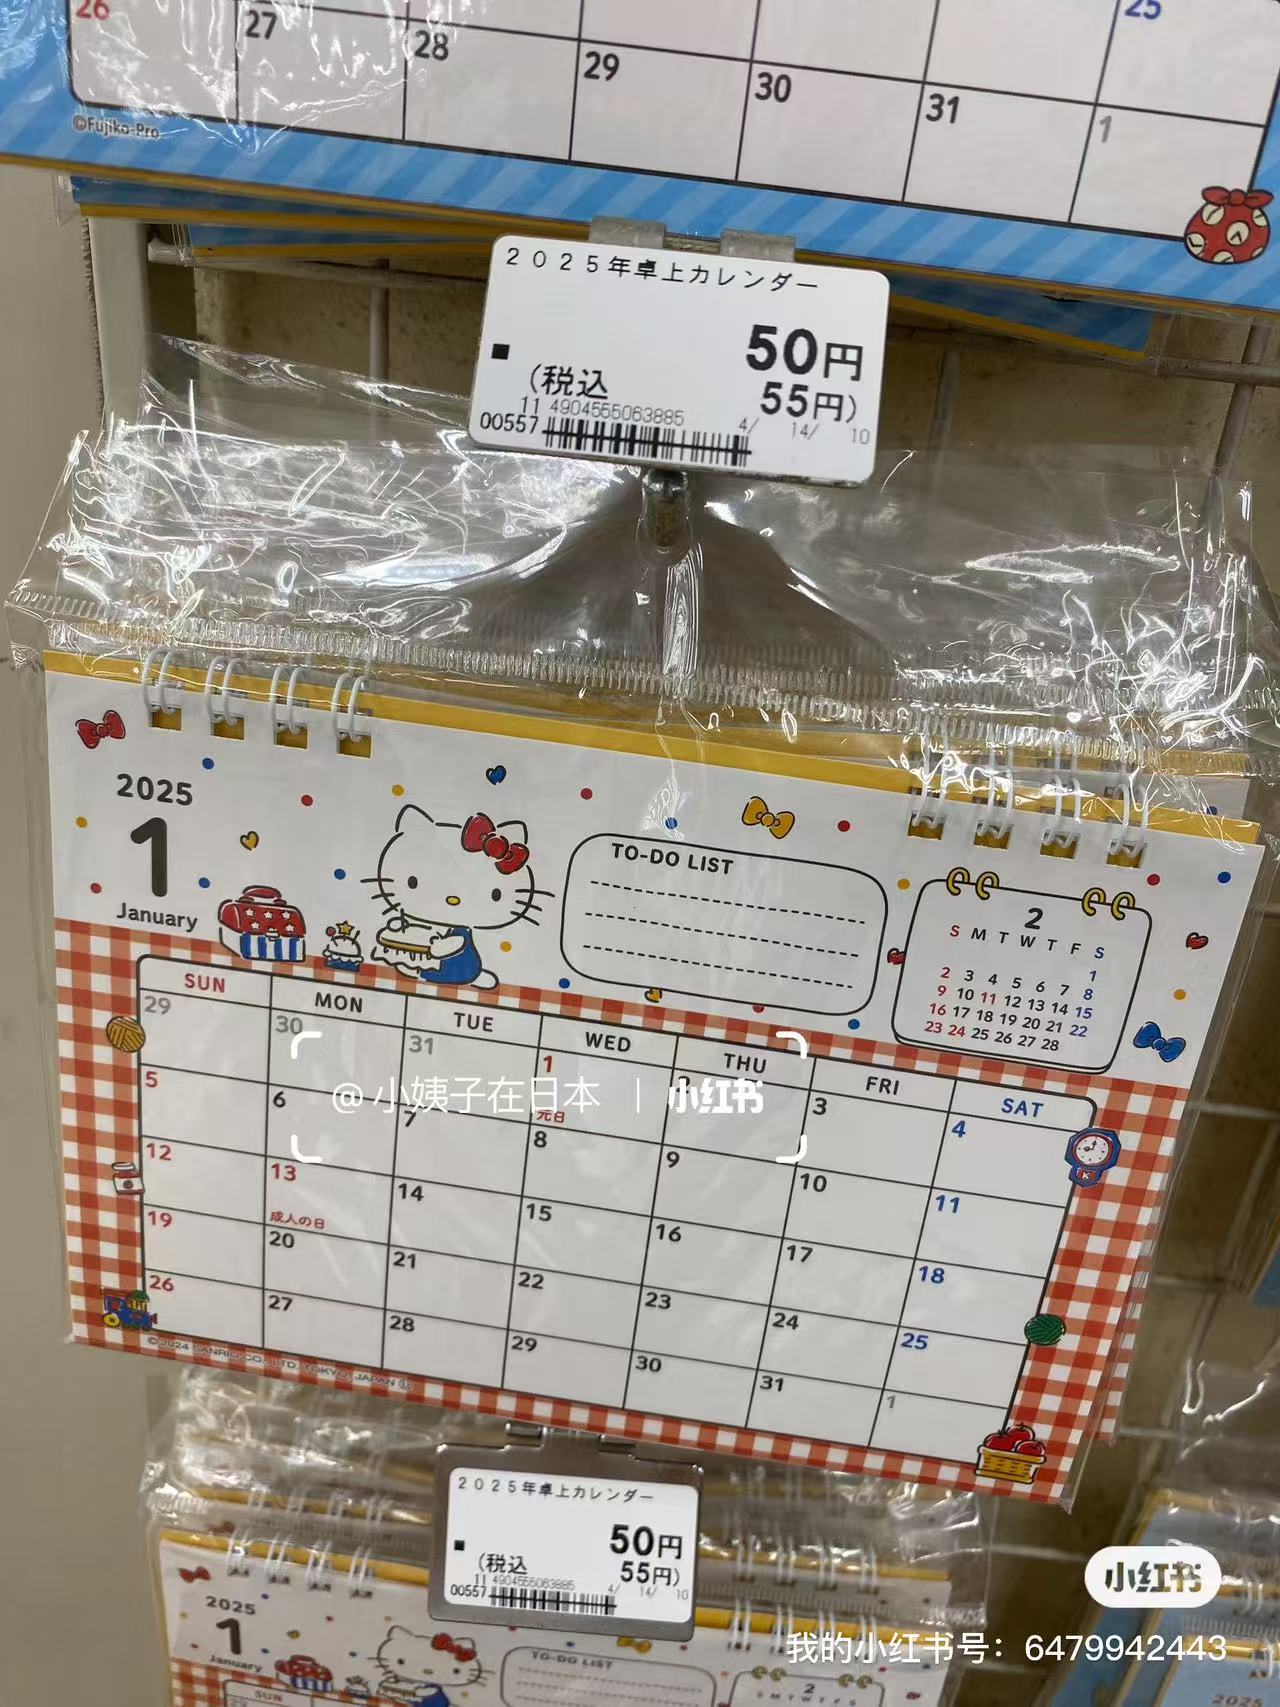 26 27 28 29 30 31 1
25
©Fujiko-Pro
2025年卓上カレンダー
50円
(税込 55円)
11 4904555063885 4/ 14/ 10
00557
2025
1
January
TO-DO LIST
2
S M T W T F S
1
2 3 4 5 6 7 8
9 10 11 12 13 14 15
16 17 18 19 20 21 22
23 24 25 26 27 28
SUN MON TUE WED THU FRI SAT
29 30 31 1 2 3 4
元日
@小姨子在日本 | 小红书
5 6 7 8 9 10 11
12 13 14 15 16 17 18
成人の日
19 20 21 22 23 24 25
26 27 28 29 30 31 1
©2024 SANRIO CO., LTD. TOKYO, JAPAN Ⓛ
2025年卓上カレンダー
50円
(税込 55円)
11 4904555063885 4/ 14/ 10
00557
小红书
我的小红书号：6479942443
2025
1
January
TO-DO LIST
2
S M T W T F S
SUN
2025